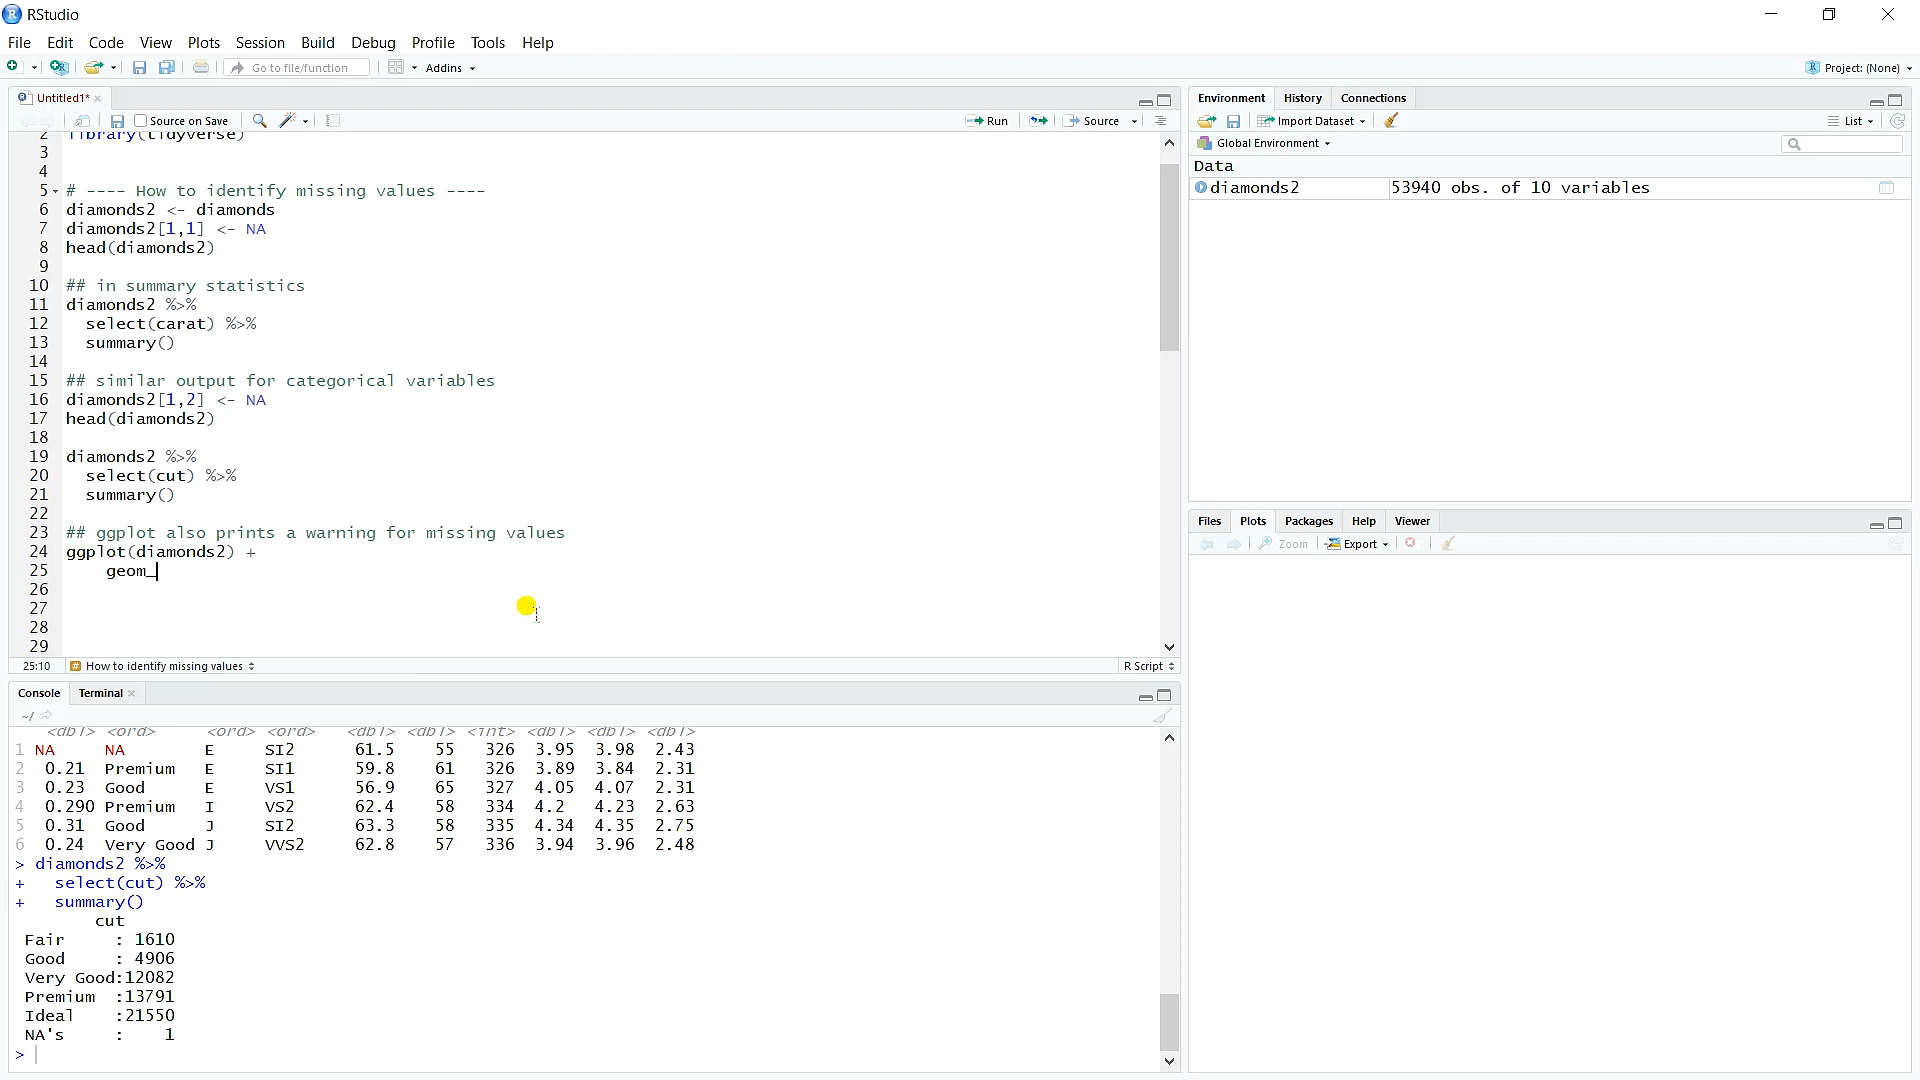 RStudio
File Edit Code View Plots Session Build Debug Profile Tools Help
Go to file/function Addins Project: (None)
Untitled1*
Source on Save Run Source
2 library(tidyverse)
3
4
5 # ---- How to identify missing values ----
6 diamonds2 <- diamonds
7 diamonds2[1,1] <- NA
8 head(diamonds2)
9
10 ## in summary statistics
11 diamonds2 %>%
12 select(carat) %>%
13 summary()
14
15 ## similar output for categorical variables
16 diamonds2[1,2] <- NA
17 head(diamonds2)
18
19 diamonds2 %>%
20 select(cut) %>%
21 summary()
22
23 ## ggplot also prints a warning for missing values
24 ggplot(diamonds2) +
25 geom_
26
27
28
29
25:10 # How to identify missing values R Script
Console Terminal
~/
<dbl> <ord> <ord> <ord> <dbl> <dbl> <int> <dbl> <dbl> <dbl>
1 NA NA E SI2 61.5 55 326 3.95 3.98 2.43
2 0.21 Premium E SI1 59.8 61 326 3.89 3.84 2.31
3 0.23 Good E VS1 56.9 65 327 4.05 4.07 2.31
4 0.290 Premium I VS2 62.4 58 334 4.2 4.23 2.63
5 0.31 Good J SI2 63.3 58 335 4.34 4.35 2.75
6 0.24 Very Good J VVS2 62.8 57 336 3.94 3.96 2.48
> diamonds2 %>%
+ select(cut) %>%
+ summary()
cut
Fair : 1610
Good : 4906
Very Good:12082
Premium :13791
Ideal :21550
NA's : 1
>
Environment History Connections
Import Dataset List
Global Environment
Data
diamonds2 53940 obs. of 10 variables
Files Plots Packages Help Viewer
Zoom Export